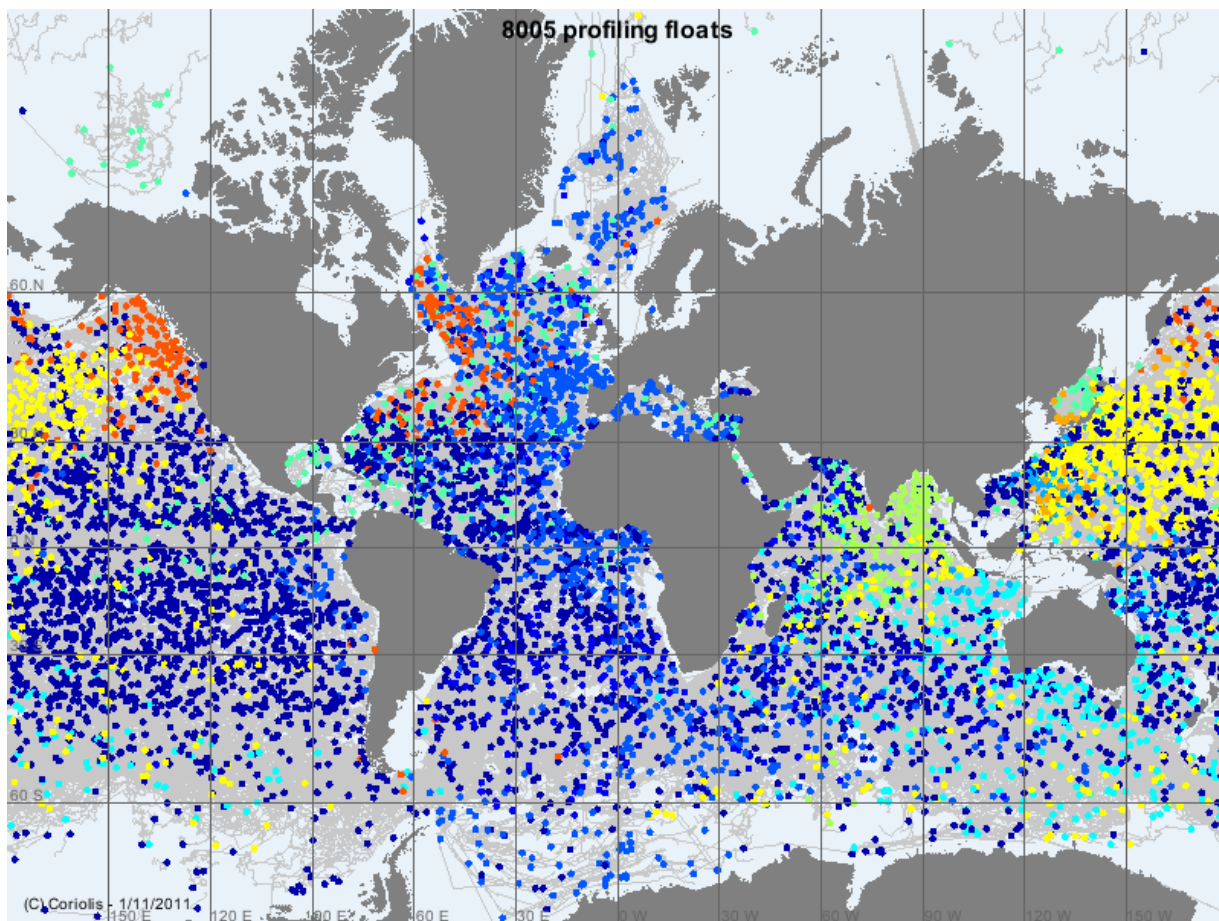 8005 profiling floats
60 N
30 N
0 N
30 S
60 S
(C) Coriolis - 1/11/2011
150 E
120 E
90 E
60 E
30 E
0 W
30 W
60 W
90 W
120 W
150 W